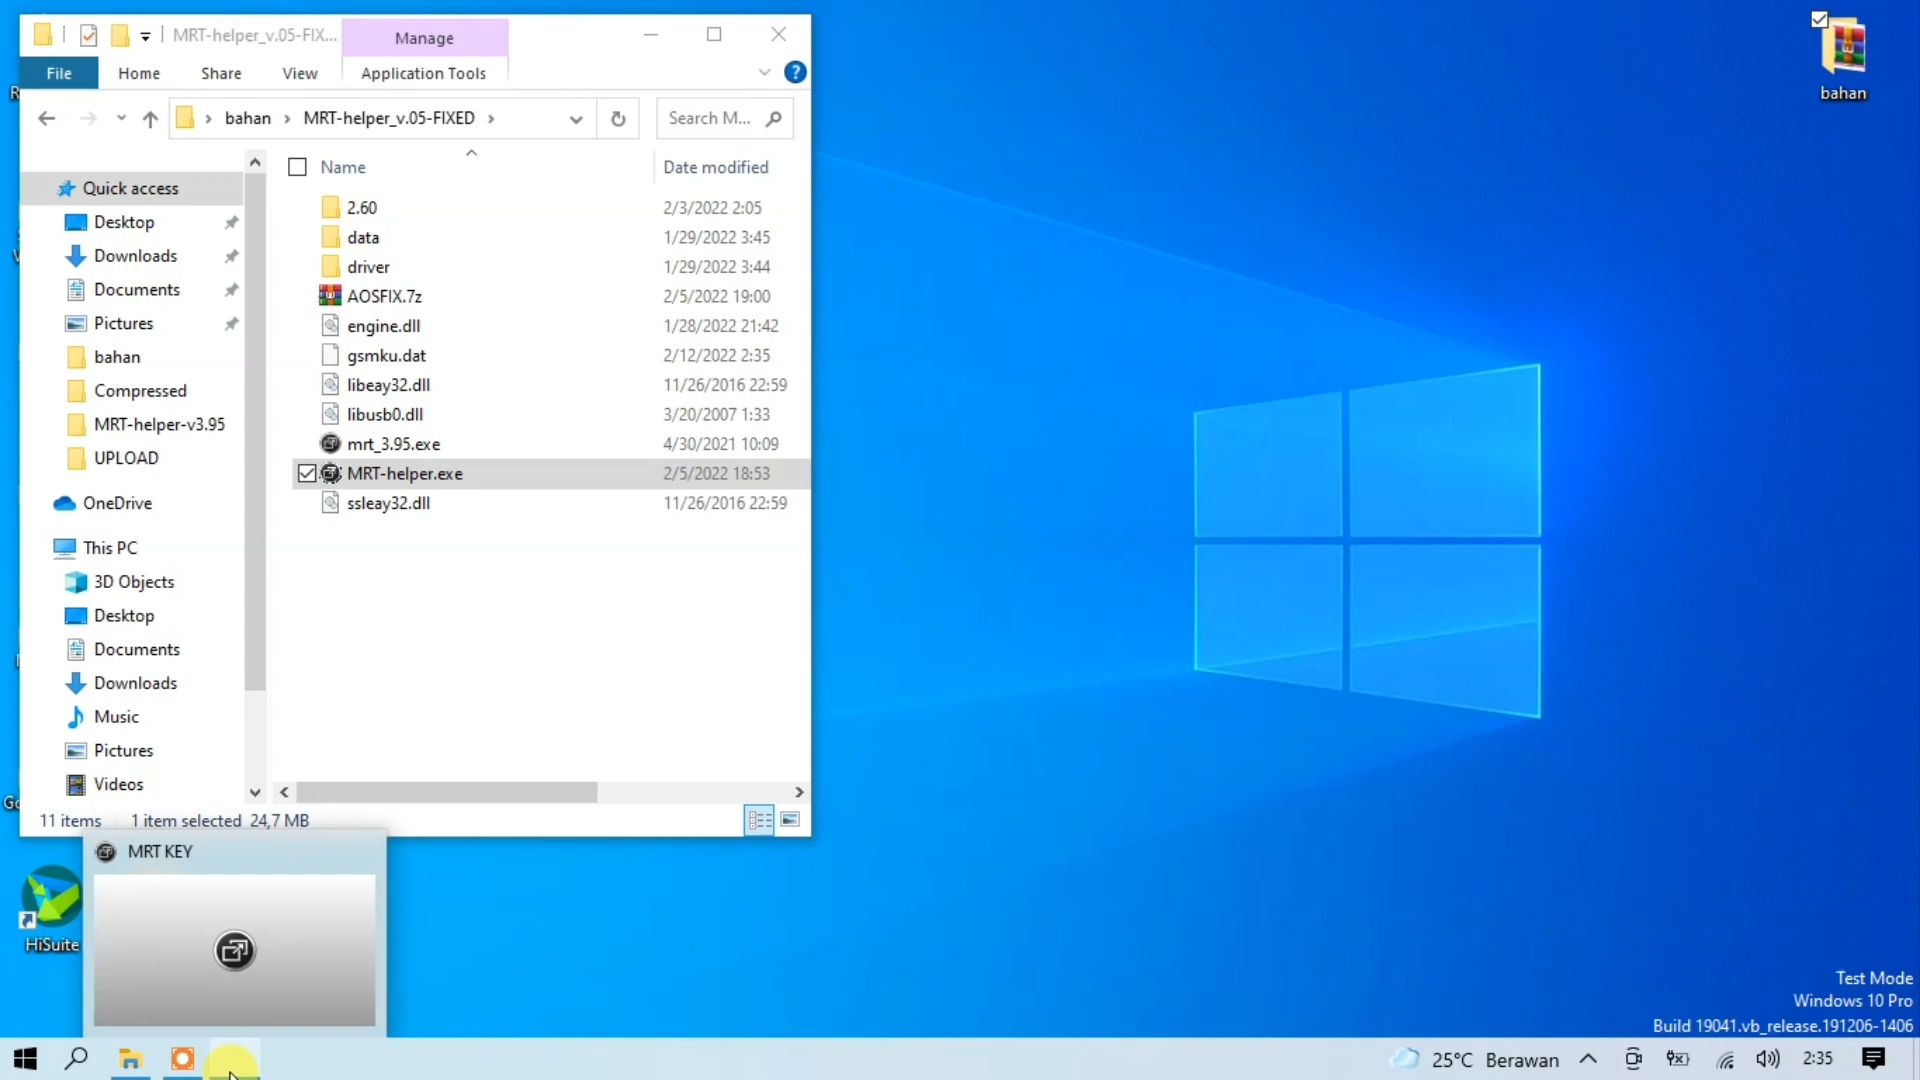 MRT-helper_v.05-FIX...
Manage
File
Home
Share
View
Application Tools
?
bahan
MRT-helper_v.05-FIXED
Search M...
Name
Date modified
Quick access
Desktop
Downloads
Documents
Pictures
bahan
Compressed
MRT-helper-v3.95
UPLOAD
OneDrive
This PC
3D Objects
Desktop
Documents
Downloads
Music
Pictures
Videos
2.60 2/3/2022 2:05
data 1/29/2022 3:45
driver 1/29/2022 3:44
AOSFIX.7z 2/5/2022 19:00
engine.dll 1/28/2022 21:42
gsmku.dat 2/12/2022 2:35
libeay32.dll 11/26/2016 22:59
libusb0.dll 3/20/2007 1:33
mrt_3.95.exe 4/30/2021 10:09
MRT-helper.exe 2/5/2022 18:53
ssleay32.dll 11/26/2016 22:59
11 items 1 item selected 24,7 MB
MRT KEY
HiSuite
bahan
Test Mode
Windows 10 Pro
Build 19041.vb_release.191206-1406
25°C Berawan
2:35